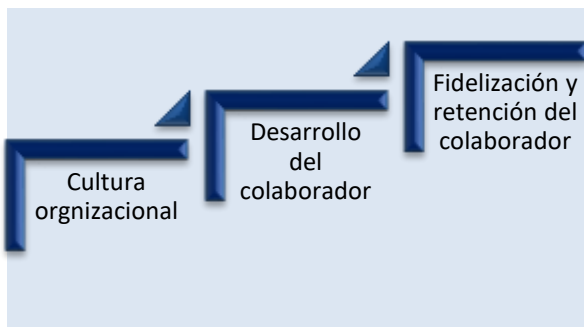 Cultura
orgnizacional
Desarrollo
del
colaborador
Fidelización y
retención del
colaborador